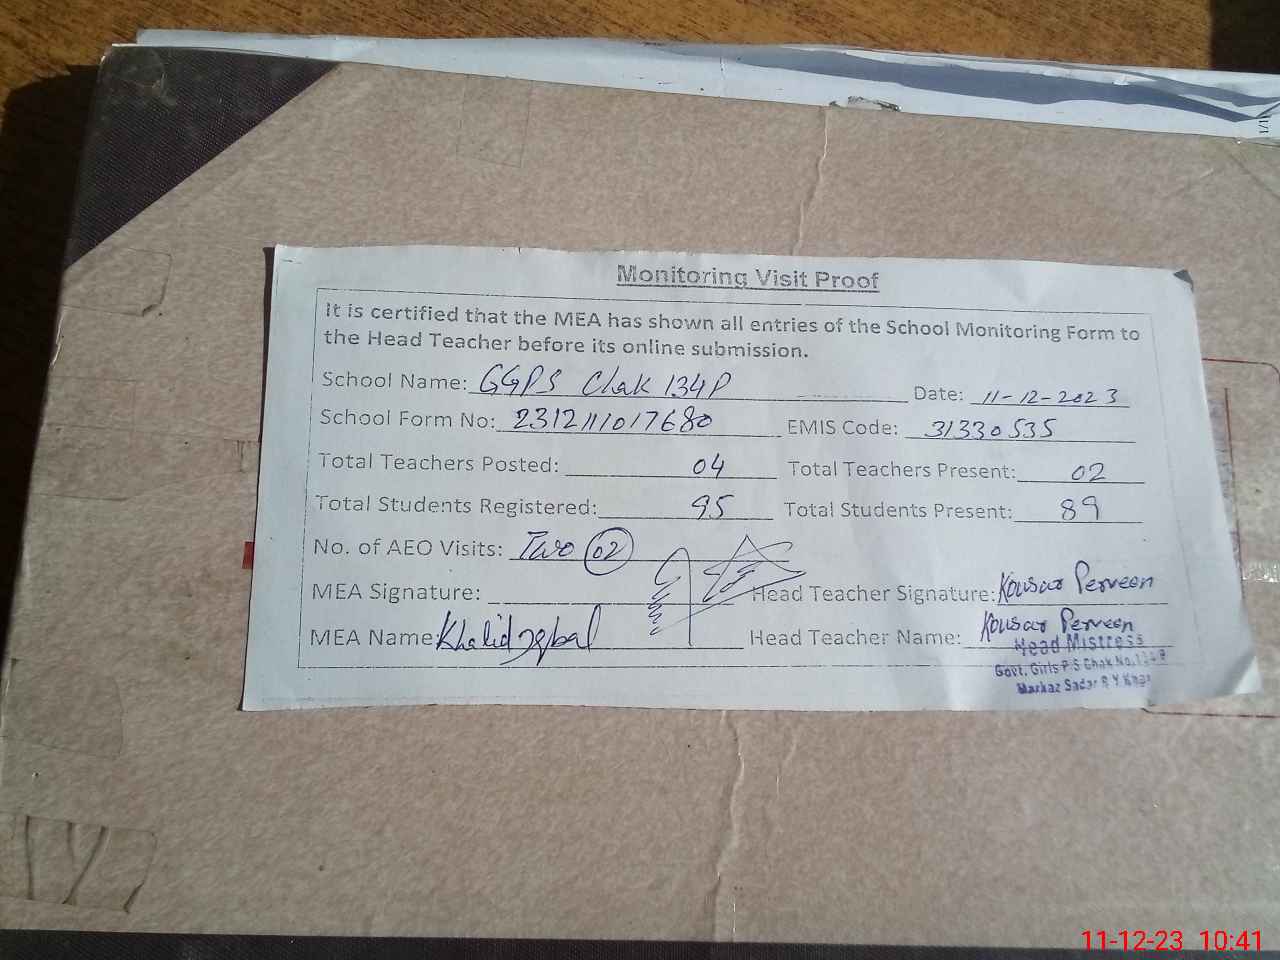 Monitoring Visit Proof
It is certified that the MEA has shown all entries of the School Monitoring Form to
the Head Teacher before its online submission.
School Name: GGPS Chak 134P Date: 11-12-2023
School Form No: 2312111017680 EMIS Code: 31330535
Total Teachers Posted: 04 Total Teachers Present: 02
Total Students Registered: 95 Total Students Present: 89
No. of AEO Visits: Two 02
MEA Signature: Head Teacher Signature: Kousar Perveen
MEA Name: Khalid Iqbal Head Teacher Name: Kousar Perveen
Head Mistress
Govt. Girls P S Chak No.
Markaz Sadar R Y Khan
11-12-23 10:41